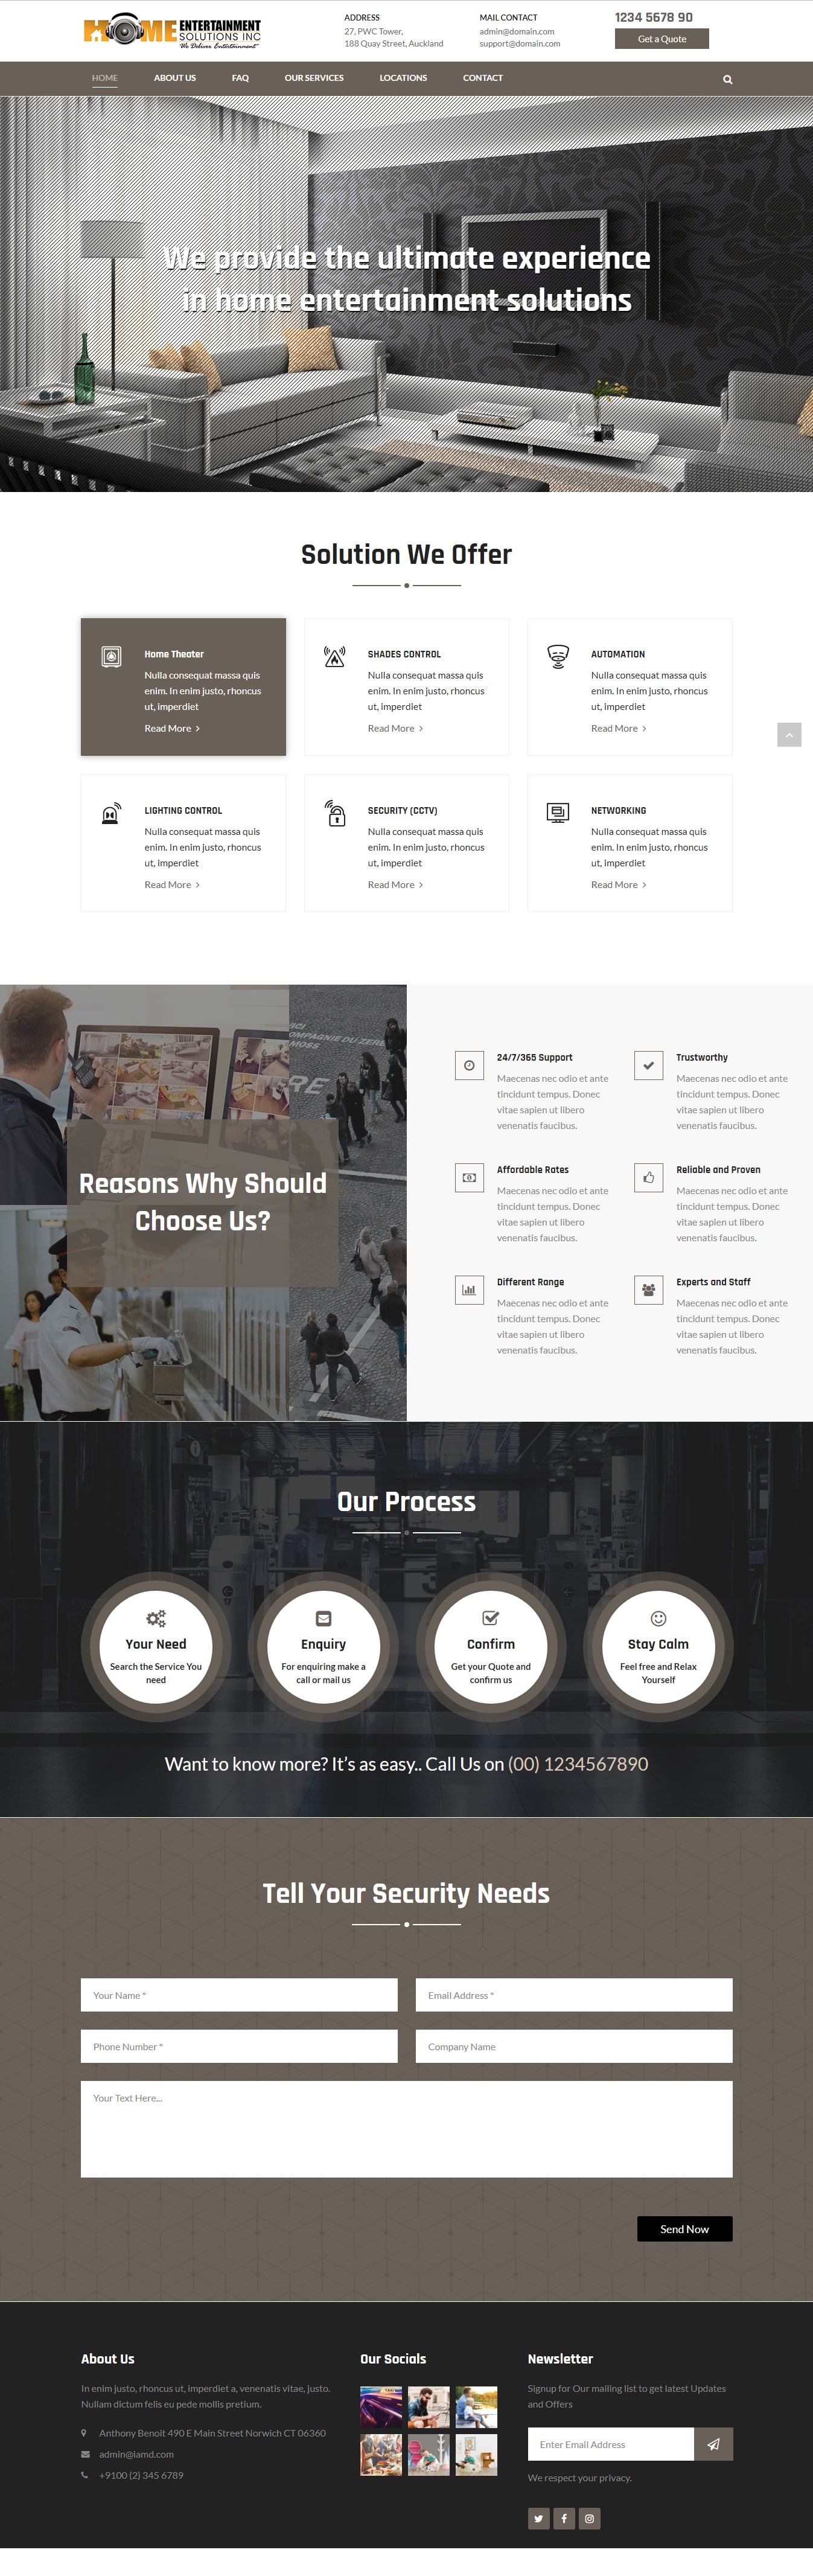 HOME ENTERTAINMENT
SOLUTIONS INC
We Deliver Entertainment
ADDRESS
27, PWC Tower,
188 Quay Street, Auckland
MAIL CONTACT
admin@domain.com
support@domain.com
1234 5678 90
Get a Quote
HOME
ABOUT US
FAQ
OUR SERVICES
LOCATIONS
CONTACT
We provide the ultimate experience
in home entertainment solutions
Solution We Offer
Home Theater
Nulla consequat massa quis
enim. In enim justo, rhoncus
ut, imperdiet
Read More
SHADES CONTROL
Nulla consequat massa quis
enim. In enim justo, rhoncus
ut, imperdiet
Read More
AUTOMATION
Nulla consequat massa quis
enim. In enim justo, rhoncus
ut, imperdiet
Read More
LIGHTING CONTROL
Nulla consequat massa quis
enim. In enim justo, rhoncus
ut, imperdiet
Read More
SECURITY (CCTV)
Nulla consequat massa quis
enim. In enim justo, rhoncus
ut, imperdiet
Read More
NETWORKING
Nulla consequat massa quis
enim. In enim justo, rhoncus
ut, imperdiet
Read More
Reasons Why Should
Choose Us?
24/7/365 Support
Maecenas nec odio et ante
tincidunt tempus. Donec
vitae sapien ut libero
venenatis faucibus.
Trustworthy
Maecenas nec odio et ante
tincidunt tempus. Donec
vitae sapien ut libero
venenatis faucibus.
Affordable Rates
Maecenas nec odio et ante
tincidunt tempus. Donec
vitae sapien ut libero
venenatis faucibus.
Reliable and Proven
Maecenas nec odio et ante
tincidunt tempus. Donec
vitae sapien ut libero
venenatis faucibus.
Different Range
Maecenas nec odio et ante
tincidunt tempus. Donec
vitae sapien ut libero
venenatis faucibus.
Experts and Staff
Maecenas nec odio et ante
tincidunt tempus. Donec
vitae sapien ut libero
venenatis faucibus.
Our Process
Your Need
Search the Service You
need
Enquiry
For enquiring make a
call or mail us
Confirm
Get your Quote and
confirm us
Stay Calm
Feel free and Relax
Yourself
Want to know more? It's as easy.. Call Us on (00) 1234567890
Tell Your Security Needs
Your Name *
Email Address *
Phone Number *
Company Name
Your Text Here...
Send Now
About Us
In enim justo, rhoncus ut, imperdiet a, venenatis vitae, justo.
Nullam dictum felis eu pede mollis pretium.
Anthony Benoit 490 E Main Street Norwich CT 06360
admin@iamd.com
+9100 (2) 345 6789
Our Socials
Newsletter
Signup for Our mailing list to get latest Updates
and Offers
Enter Email Address
We respect your privacy.